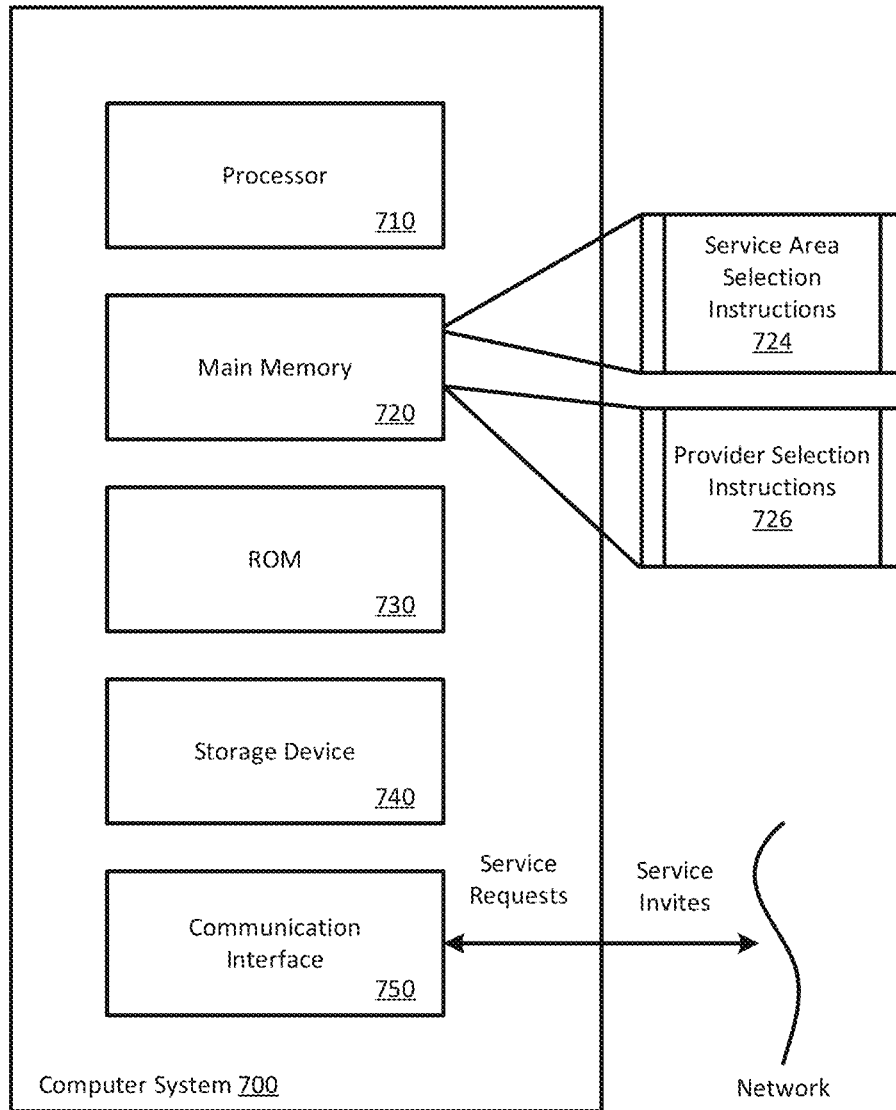 Processor
710
Main Memory
720
ROM
730
Storage Device
740
Communication
Interface
750
Computer System 700
Service Area
Selection
Instructions
724
Provider Selection
Instructions
726
Service
Requests
Service
Invites
Network